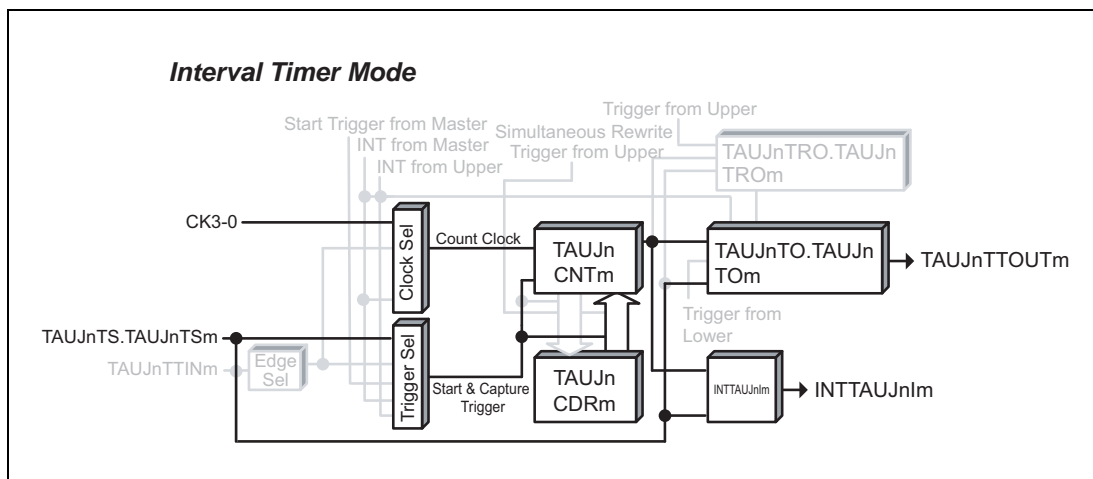 Interval Timer Mode
Trigger from Upper
Start Trigger from Master
Simultaneous Rewrite
INT from Master
Trigger from Upper
INT from Upper
TAUJnTRO.TAUJn
TROm
CK3-0
Clock Sel
Count Clock
TAUJn
CNTm
TAUJnTO.TAUJn
TOm
TAUJnTTOUTm
Trigger from
Lower
TAUJnTS.TAUJnTSm
TAUJnTTINm
Edge
Sel
Trigger Sel
Start & Capture
Trigger
TAUJn
CDRm
INTTAUJnIm
INTTAUJnIm